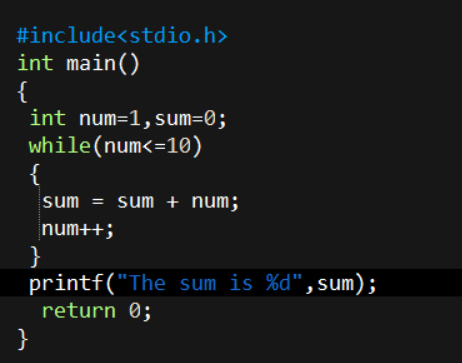 #include<stdio.h>
int main()
{
int num=1,sum=0;
while(num<=10)
{
sum = sum + num;
num++;
}
printf("The sum is %d",sum);
return 0;
}